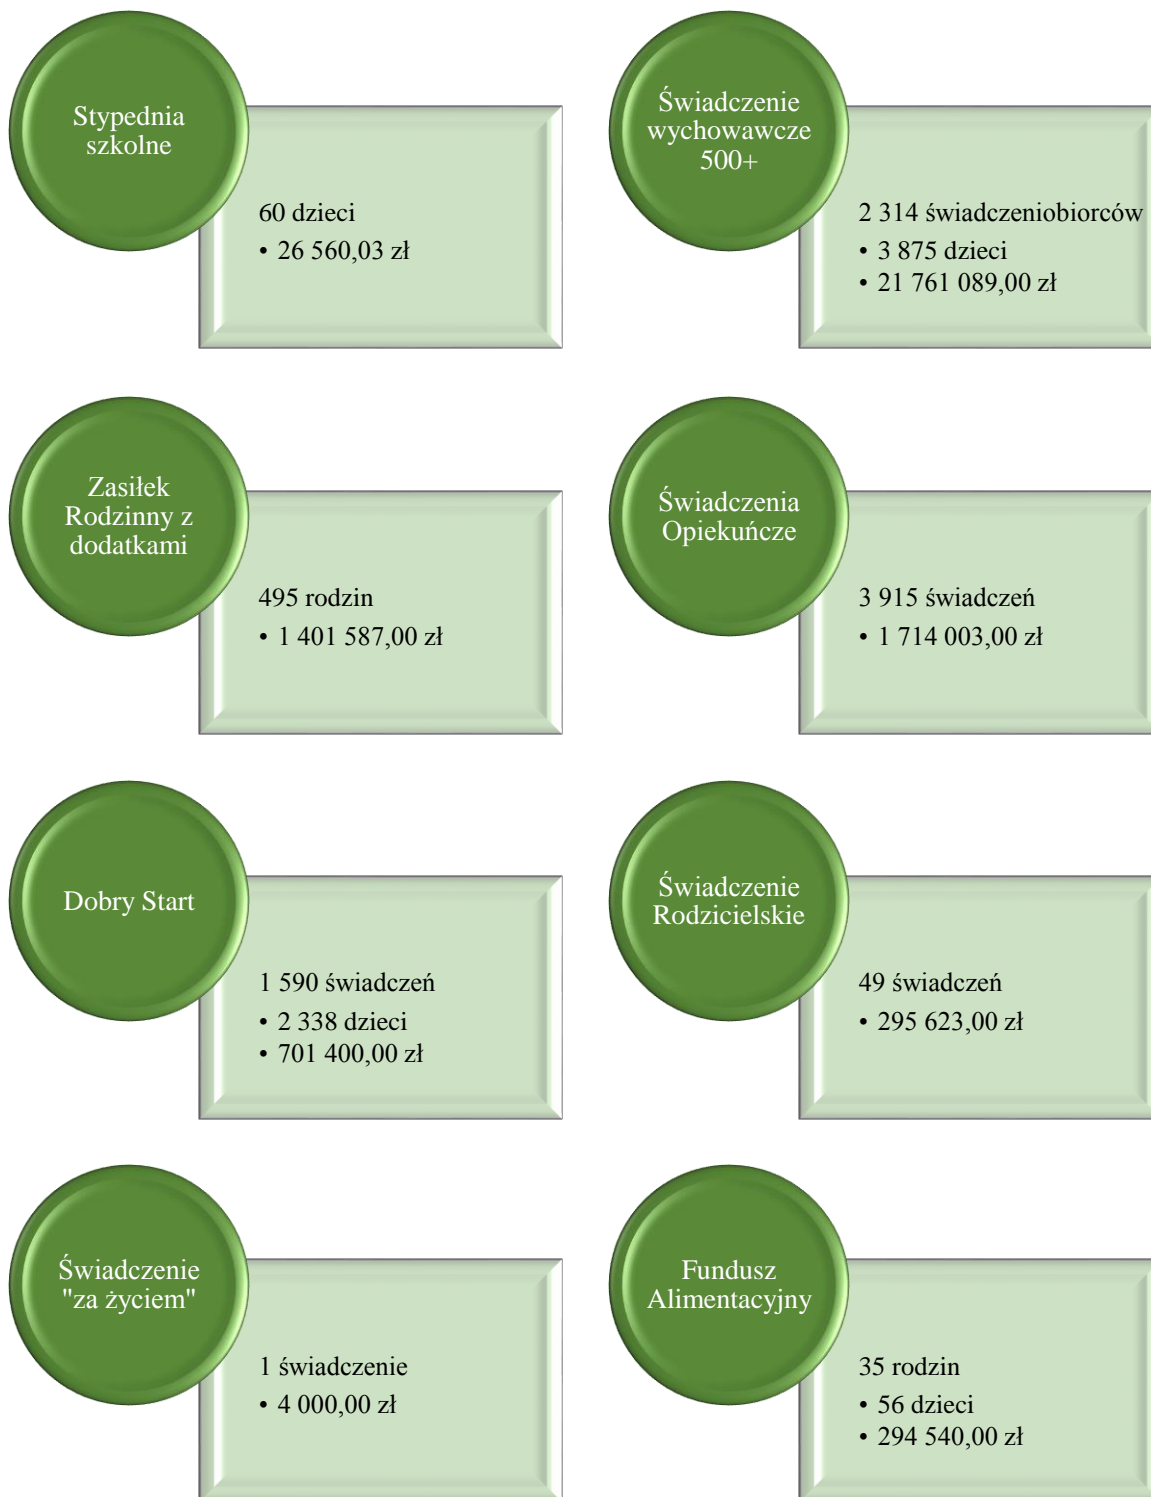 Stypednia
szkolne
60 dzieci
• 26 560,03 zł
Świadczenie
wychowawcze
500+
2 314 świadczeniobiorców
• 3 875 dzieci
• 21 761 089,00 zł
Zasiłek
Rodzinny z
dodatkami
495 rodzin
• 1 401 587,00 zł
Świadczenia
Opiekuńcze
3 915 świadczeń
• 1 714 003,00 zł
Dobry Start
1 590 świadczeń
• 2 338 dzieci
• 701 400,00 zł
Świadczenie
Rodzicielskie
49 świadczeń
• 295 623,00 zł
Świadczenie
"za życiem"
1 świadczenie
• 4 000,00 zł
Fundusz
Alimentacyjny
35 rodzin
• 56 dzieci
• 294 540,00 zł